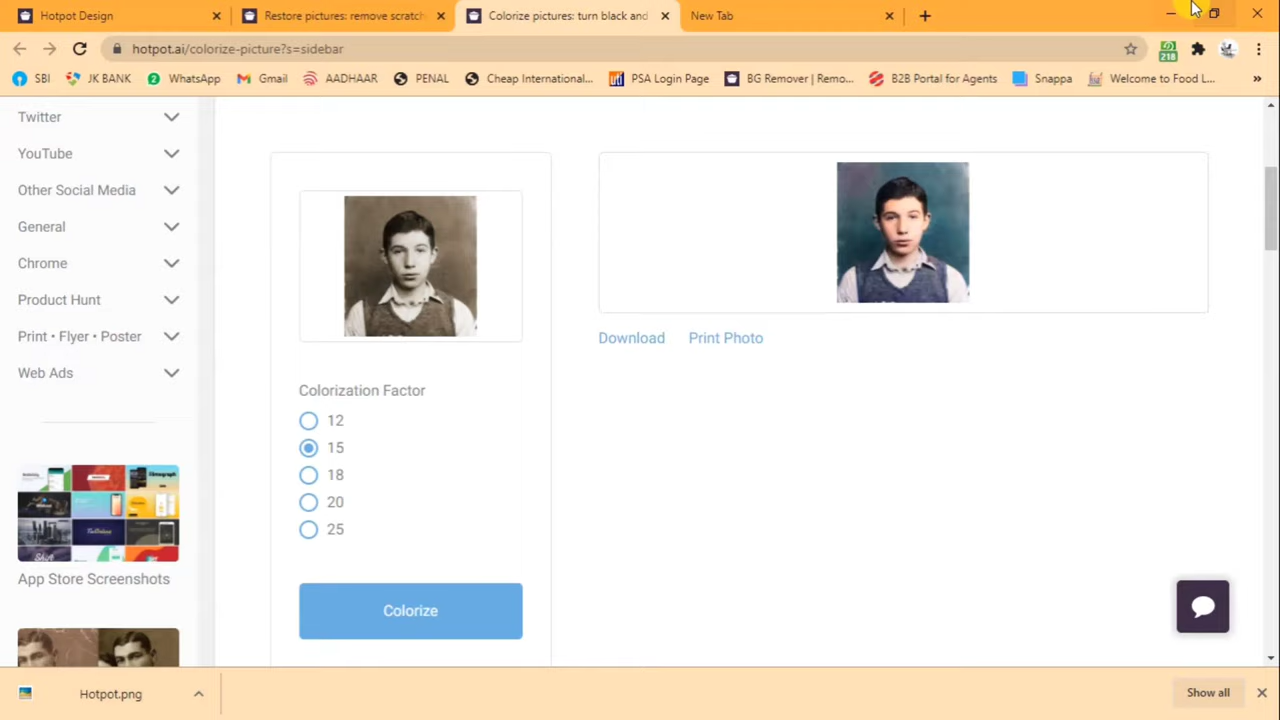 Hotpot Design
Restore pictures: remove scratch
Colorize pictures: turn black and
New Tab
hotpot.ai/colorize-picture?s=sidebar
218
SBI
JK BANK
2
WhatsApp
Gmail
AADHAAR
PENAL
Cheap International...
PSA Login Page
BG Remover | Remo...
B2B Portal for Agents
Snappa
Welcome to Food L...
Twitter
YouTube
Other Social Media
General
Chrome
Product Hunt
Print • Flyer • Poster
Web Ads
App Store Screenshots
Colorization Factor
12
15
18
20
25
Colorize
Download
Print Photo
Hotpot.png
Show all